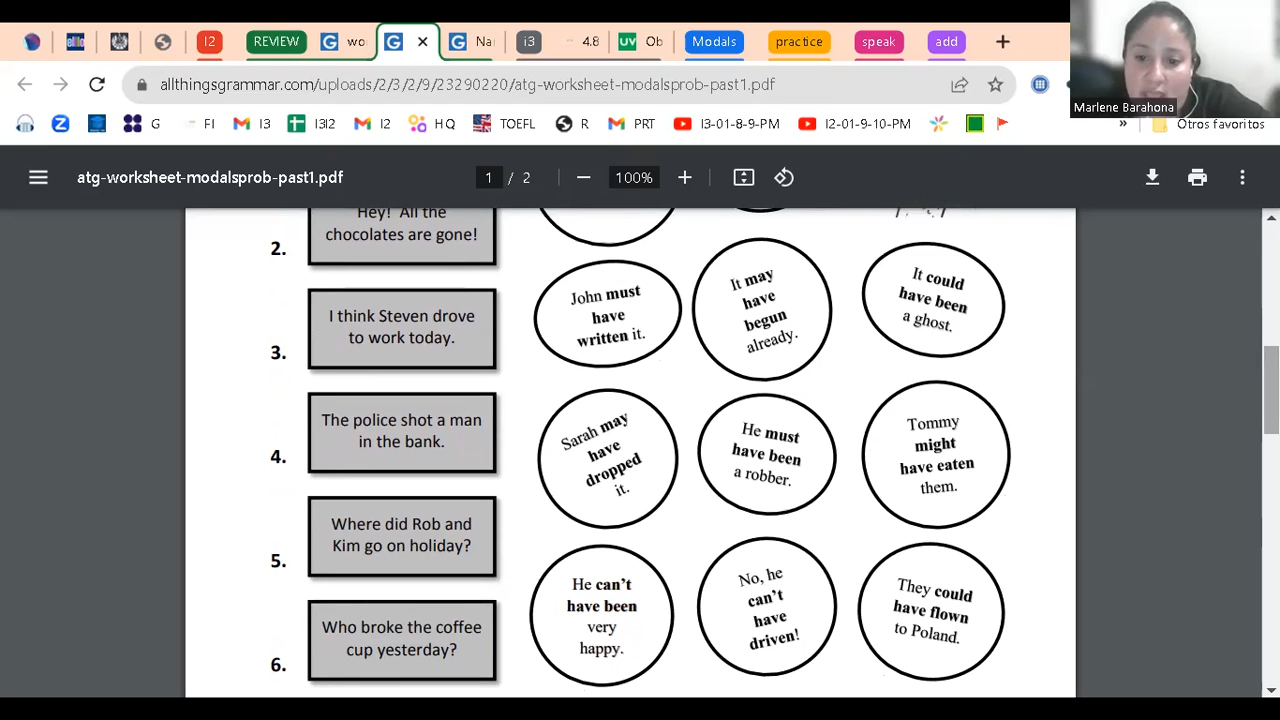 I2
REVIEW
wo
Na
i3
4.8
UV
Ob
Modals
practice
speak
add
allthingsgrammar.com/uploads/2/3/2/9/23290220/atg-worksheet-modalsprob-past1.pdf
Marlene Barahona
G
FI
I3
I3I2
I2
HQ
TOEFL
R
PRT
I3-01-8-9-PM
I2-01-9-10-PM
»
Otros favoritos
atg-worksheet-modalsprob-past1.pdf
1 / 2
100%
2.
Hey! All the
chocolates are gone!
3.
I think Steven drove
to work today.
4.
The police shot a man
in the bank.
5.
Where did Rob and
Kim go on holiday?
6.
Who broke the coffee
cup yesterday?
John must
have
written it.
It may
have
begun
already.
It could
have been
a ghost.
Sarah may
have
dropped
it.
He must
have been
a robber.
Tommy
might
have eaten
them.
He can't
have been
very
happy.
No, he
can't
have
driven!
They could
have flown
to Poland.